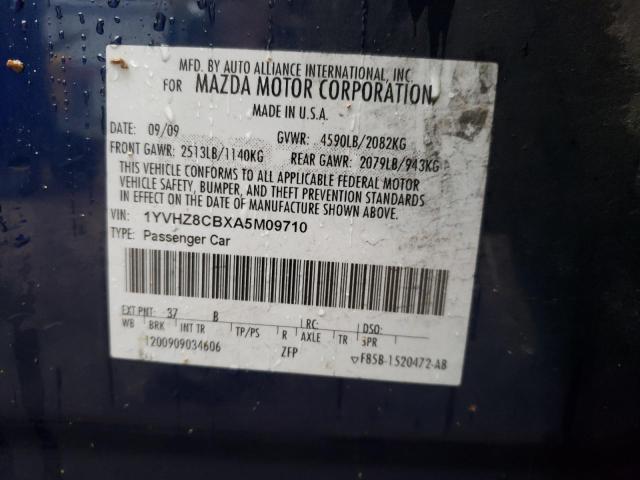 MFD. BY AUTO ALLIANCE INTERNATIONAL, INC.
FOR MAZDA MOTOR CORPORATION
MADE IN U.S.A.
DATE: 09/09 GVWR: 4590LB/2082KG
FRONT GAWR: 2513LB/1140KG REAR GAWR: 2079LB/943KG
THIS VEHICLE CONFORMS TO ALL APPLICABLE FEDERAL MOTOR
VEHICLE SAFETY, BUMPER, AND THEFT PREVENTION STANDARDS
IN EFFECT ON THE DATE OF MANUFACTURE SHOWN ABOVE.
VIN: 1YVHZ8CBXA5M09710
TYPE: Passenger Car
EXT PNT: 37 B LRC: DSO:
WB BRK INT TR TP/PS R AXLE TR SPR
1200909034606 ZFP ▽F85B-1520472-AB